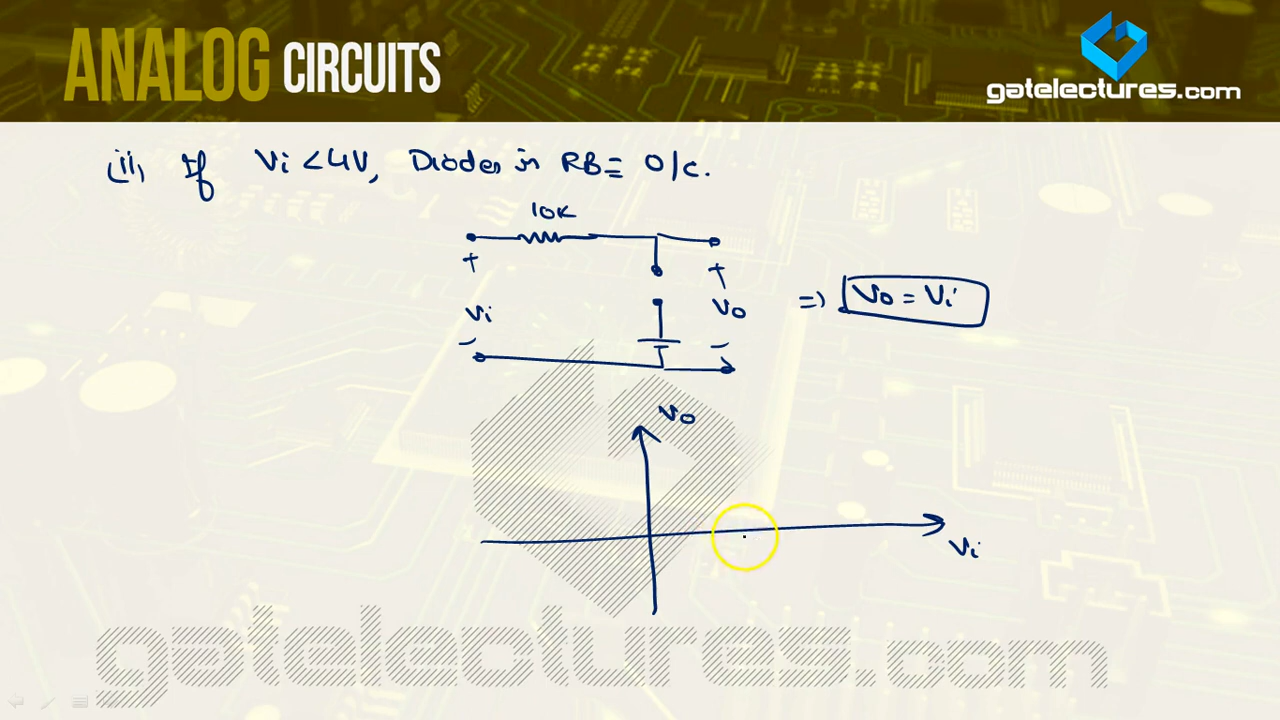 ANALOG CIRCUITS
gatelectures.com
(ii) If Vi < 4V, Diodes in RB = O/C.
10K
+
+
Vi
Vo
=> Vo = Vi
-
-
Vo
Vi
gatelectures.com